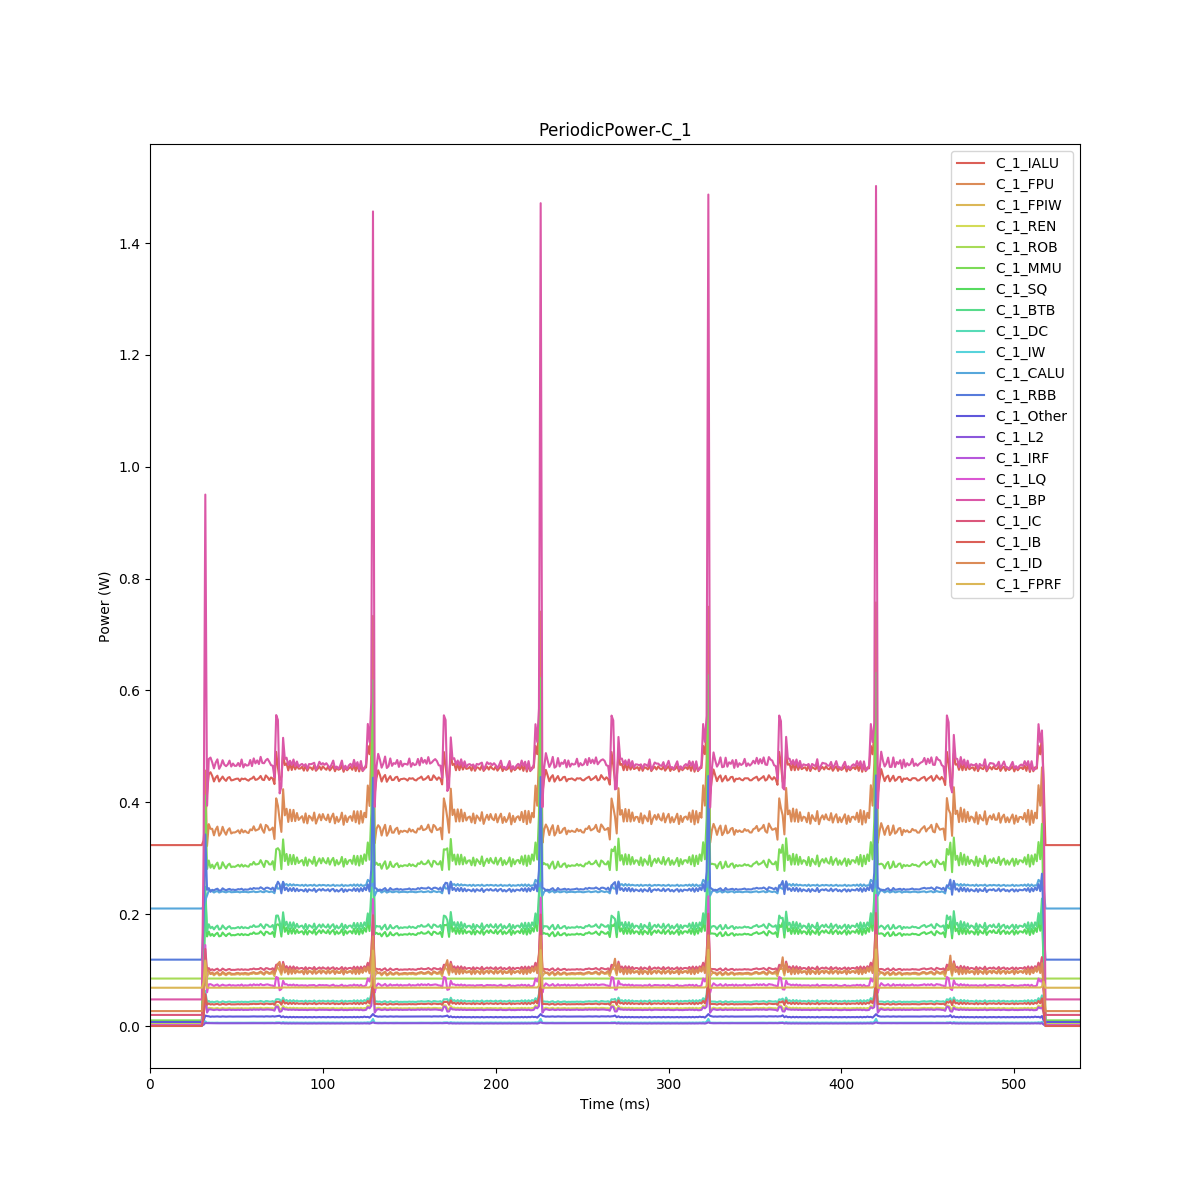 PeriodicPower-C_1
C_1_IALU
C_1_FPU
C_1_FPIW
C_1_REN
C_1_ROB
C_1_MMU
C_1_SQ
C_1_BTB
C_1_DC
C_1_IW
C_1_CALU
C_1_RBB
C_1_Other
C_1_L2
C_1_IRF
C_1_LQ
C_1_BP
C_1_IC
C_1_IB
C_1_ID
C_1_FPRF
1.4
1.2
1.0
0.8
0.6
0.4
0.2
0.0
Power (W)
0 100 200 300 400 500
Time (ms)